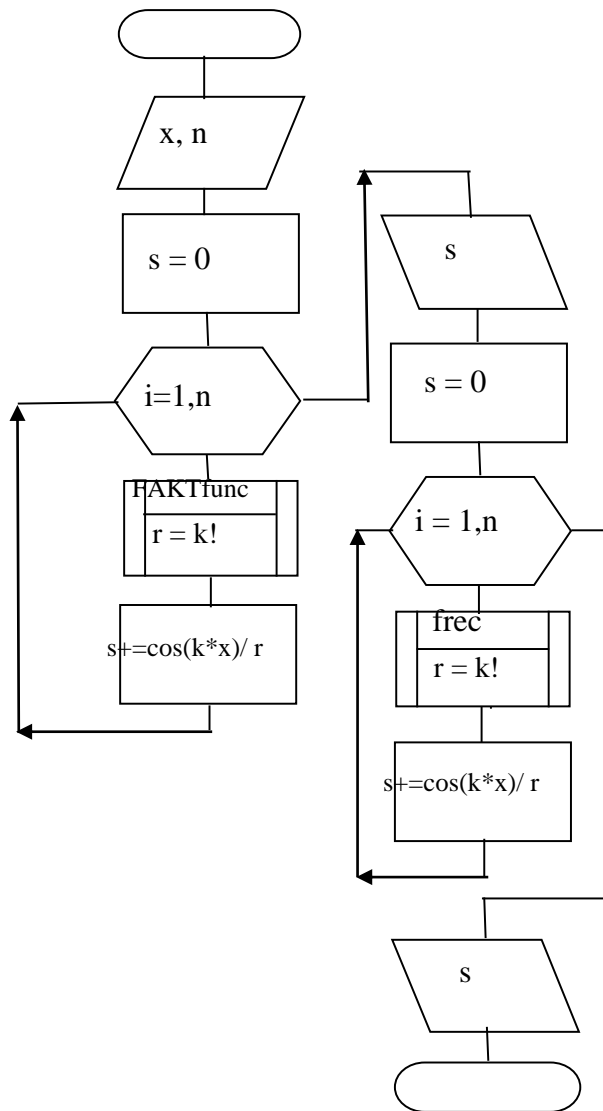 x, n
s = 0
i=1,n
FAKTfunc
r = k!
s+=cos(k*x)/ r
s
s = 0
i = 1,n
frec
r = k!
s+=cos(k*x)/ r
s